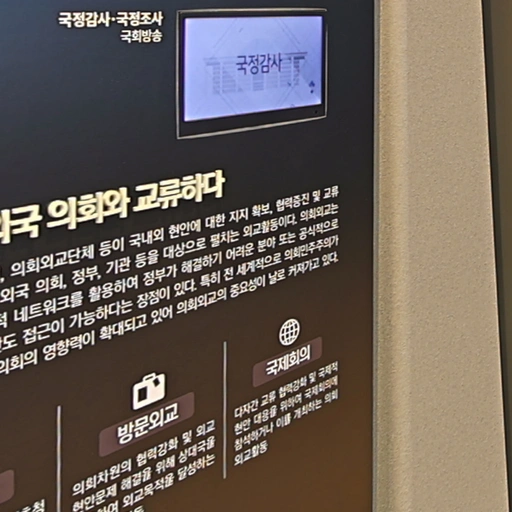 국정감사·국정조사
국회방송
국정감사
외국 의회와 교류하다
의회외교단체 등이 국내외 현안에 대한 지지 확보, 협력증진 및 교류
외국 의회, 정부, 기관 등을 대상으로 펼치는 외교활동이다. 의회외교는
네트워크를 활용하여 정부가 해결하기 어려운 분야 또는 공식적으로
접근이 가능하다는 장점이 있다. 특히 전 세계적으로 의회민주주의가
의회의 영향력이 확대되고 있어 의회외교의 중요성이 날로 커져가고 있다.
방문외교
의회차원의 협력강화 및 외교
현안문제 해결을 위해 상대국을
외교목적을 달성하는
국제회의
다자간 교류 협력강화 및 국제적
현안 대응을 위하여 국제회의에
참석하거나 이를 개최하는 의회
외교활동